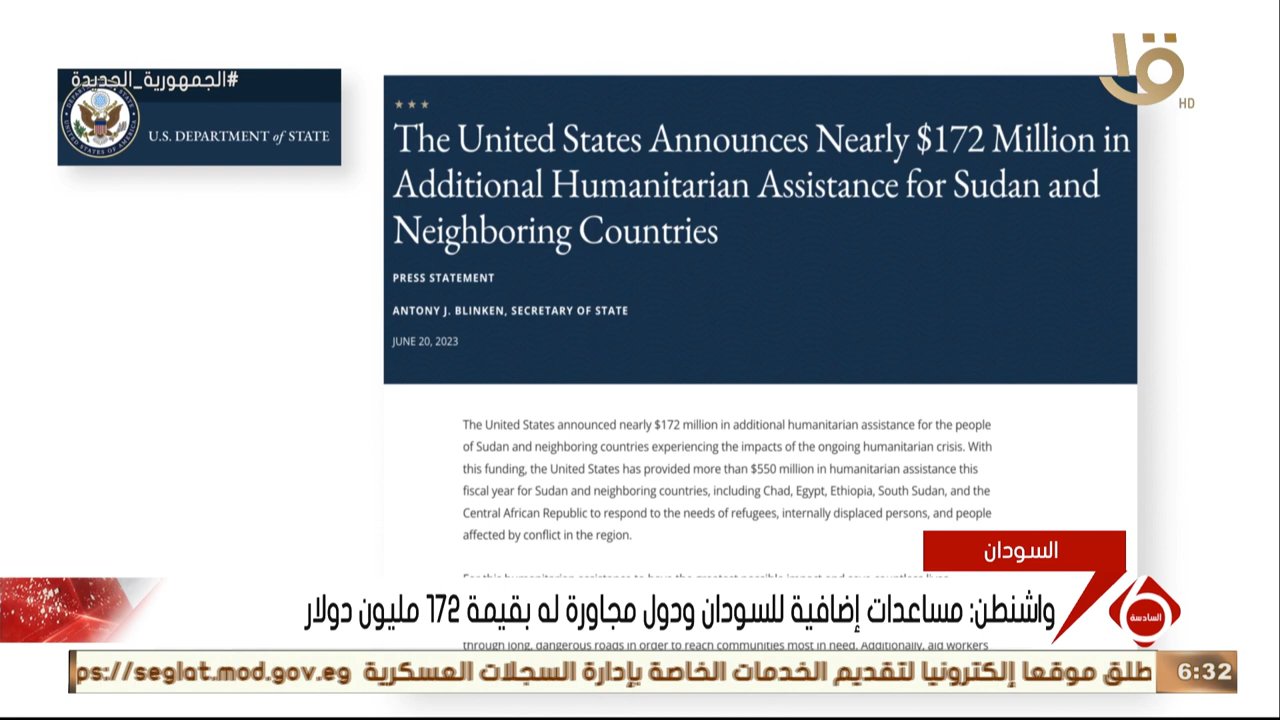 #الجمهورية_الجديدة
U.S. DEPARTMENT of STATE
HD
The United States Announces Nearly $172 Million in
Additional Humanitarian Assistance for Sudan and
Neighboring Countries
PRESS STATEMENT
ANTONY J. BLINKEN, SECRETARY OF STATE
JUNE 20, 2023
The United States announced nearly $172 million in additional humanitarian assistance for the people
of Sudan and neighboring countries experiencing the impacts of the ongoing humanitarian crisis. With
this funding, the United States has provided more than $550 million in humanitarian assistance this
fiscal year for Sudan and neighboring countries, including Chad, Egypt, Ethiopia, South Sudan, and the
Central African Republic to respond to the needs of refugees, internally displaced persons, and people
affected by conflict in the region.
السودان
واشنطن: مساعدات إضافية للسودان ودول مجاورة له بقيمة 172 مليون دولار
السادسة
through long, dangerous roads in order to reach communities most in need. Additionally, aid workers
طلق موقعا إلكترونيا لتقديم الخدمات الخاصة بإدارة السجلات العسكرية ps://seglat.mod.gov.eg
6:32